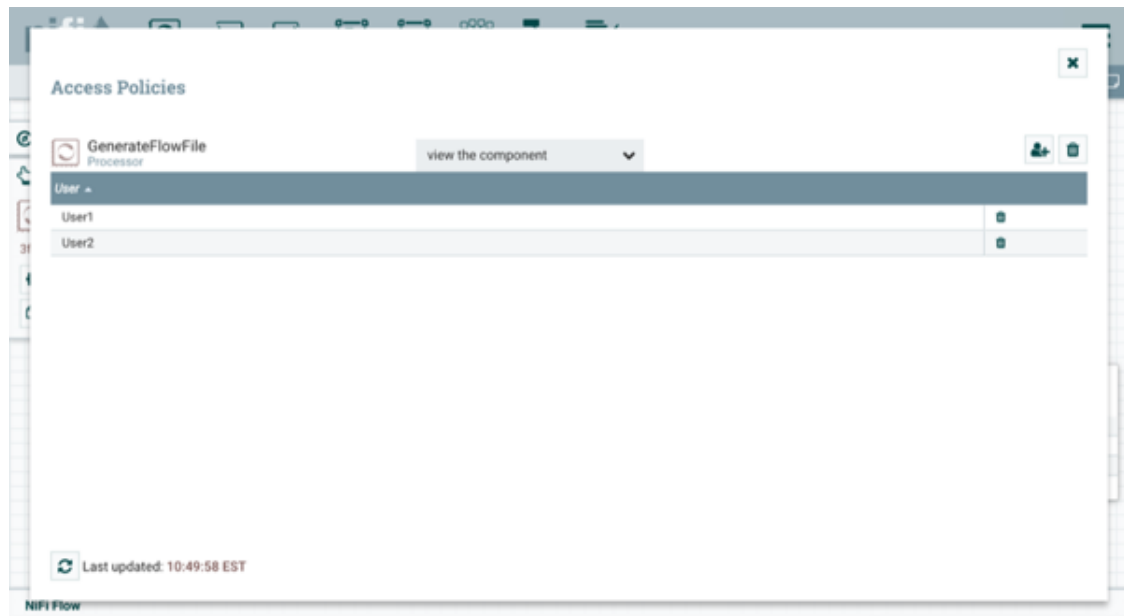 Access Policies
GenerateFlowFile
Processor
view the component
User
User1
User2
Last updated: 10:49:58 EST
NiFi Flow